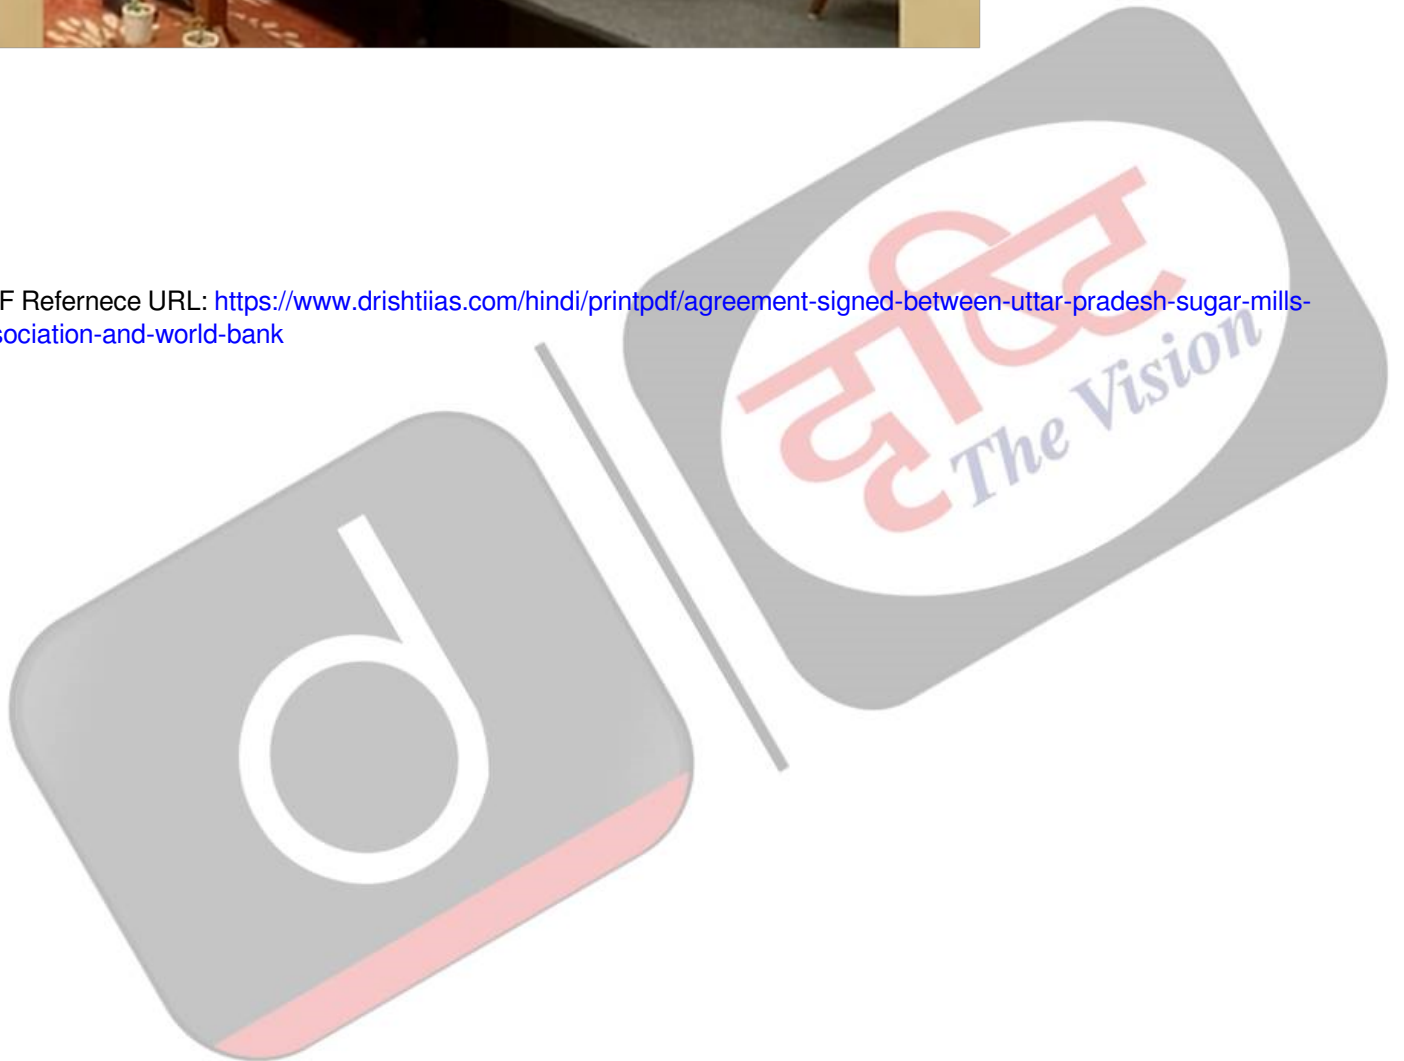 F Refernece URL: https://www.drishtiias.com/hindi/printpdf/agreement-signed-between-uttar-pradesh-sugar-mills-
sociation-and-world-bank
दृष्टि
The Vision
d